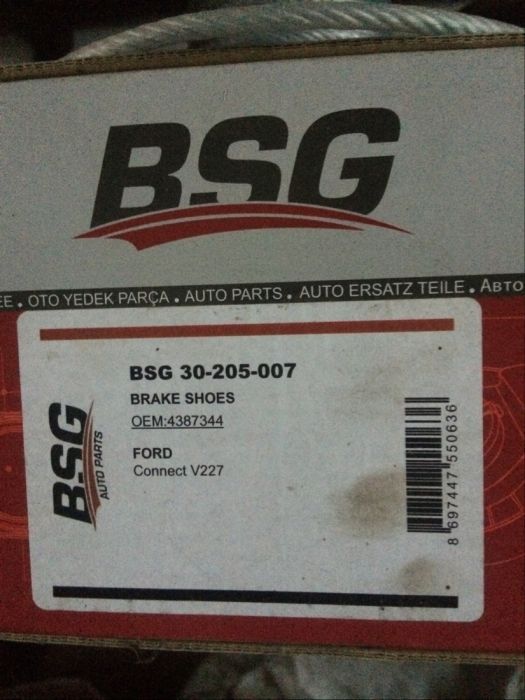 BSG
EE . OTO YEDEK PARÇA . AUTO PARTS . AUTO ERSATZ TEILE . Авто
BSG 30-205-007
BRAKE SHOES
OEM:4387344
FORD
Connect V227
BSG
AUTO PARTS
8 697447 550636